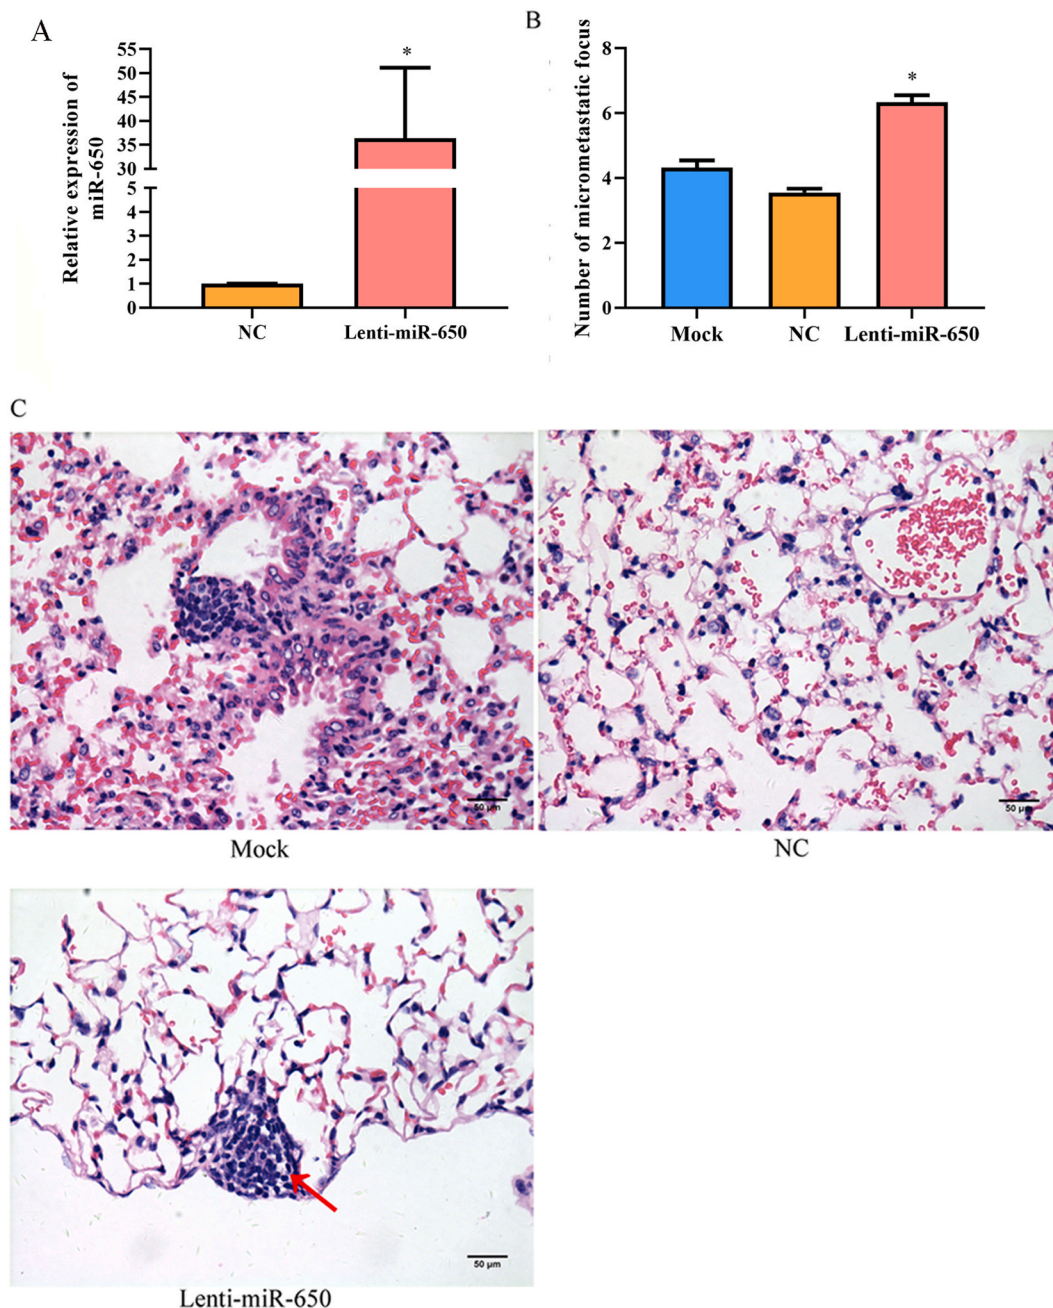 A
Relative expression of
miR-650
55
50
45
40
35
30
5
4
3
2
1
0
*
NC
Lenti-miR-650
B
Number of micrometastatic focus
8
6
4
2
0
*
Mock
NC
Lenti-miR-650
C
50 µm
Mock
50 µm
NC
50 µm
Lenti-miR-650